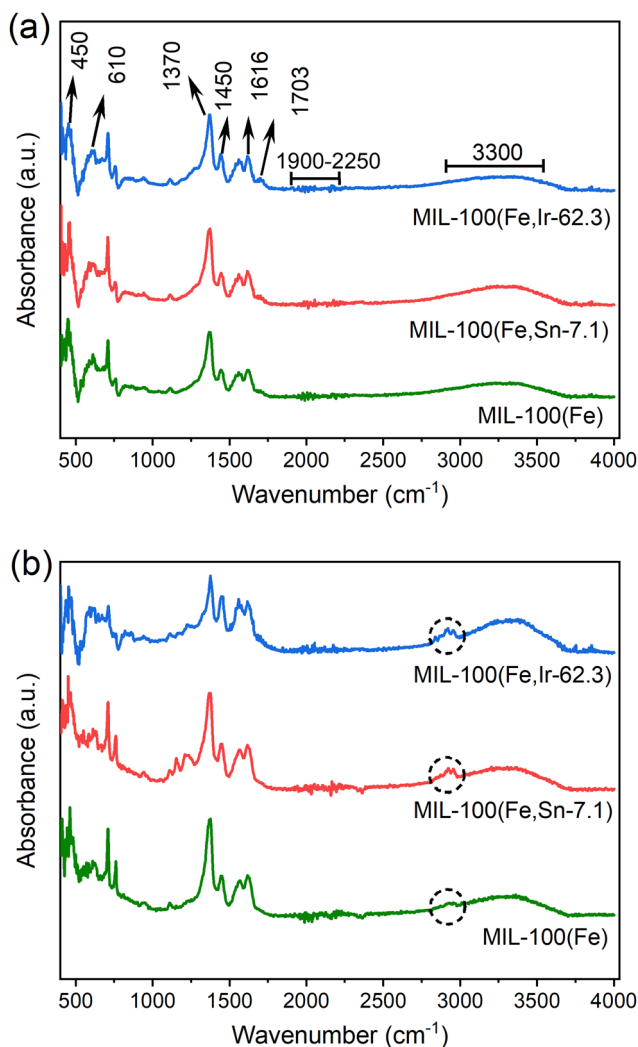 (a)
450
610
1370
1450
1616
1703
1900-2250
3300
MIL-100(Fe,Ir-62.3)
MIL-100(Fe,Sn-7.1)
MIL-100(Fe)
Absorbance (a.u.)
500 1000 1500 2000 2500 3000 3500 4000
Wavenumber (cm⁻¹)
(b)
MIL-100(Fe,Ir-62.3)
MIL-100(Fe,Sn-7.1)
MIL-100(Fe)
Absorbance (a.u.)
500 1000 1500 2000 2500 3000 3500 4000
Wavenumber (cm⁻¹)